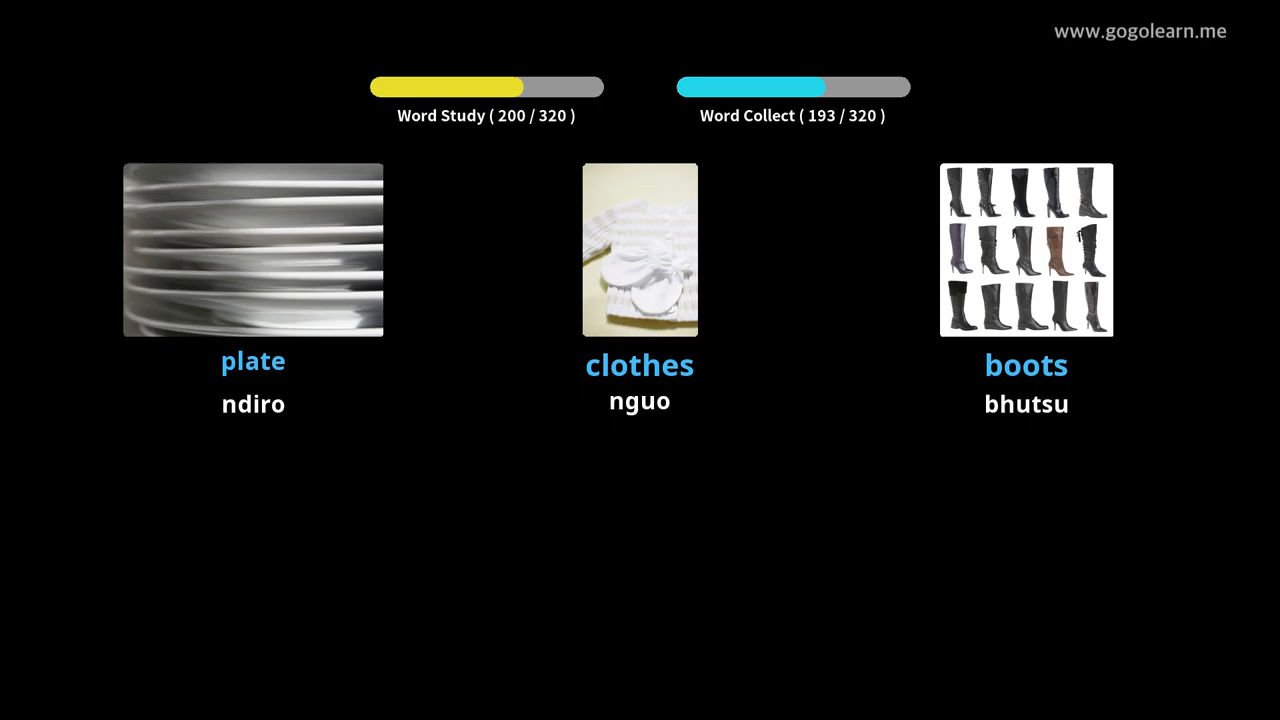 www.gogolearn.me
Word Study ( 200 / 320 )
Word Collect ( 193 / 320 )
plate
clothes
boots
ndiro
nguo
bhutsu